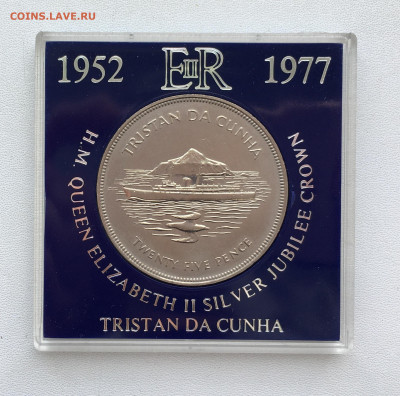 COINS.LAVE.RU
1952 EIIR 1977
TRISTAN DA CUNHA
TWENTY FIVE PENCE
H.M. QUEEN ELIZABETH II SILVER JUBILEE CROWN
TRISTAN DA CUNHA